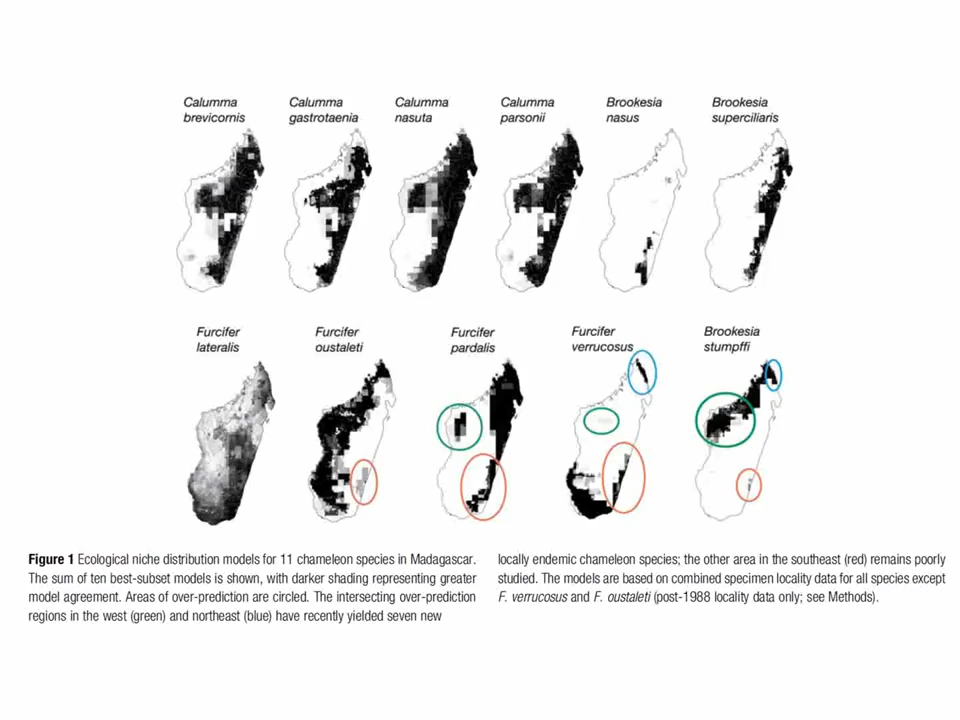 Calumma brevicornis
Calumma gastrotaenia
Calumma nasuta
Calumma parsonii
Brookesia nasus
Brookesia superciliaris
Furcifer lateralis
Furcifer oustaleti
Furcifer pardalis
Furcifer verrucosus
Brookesia stumpffi
Figure 1 Ecological niche distribution models for 11 chameleon species in Madagascar.
The sum of ten best-subset models is shown, with darker shading representing greater
model agreement. Areas of over-prediction are circled. The intersecting over-prediction
regions in the west (green) and northeast (blue) have recently yielded seven new
locally endemic chameleon species; the other area in the southeast (red) remains poorly
studied. The models are based on combined specimen locality data for all species except
F. verrucosus and F. oustaleti (post-1988 locality data only; see Methods).